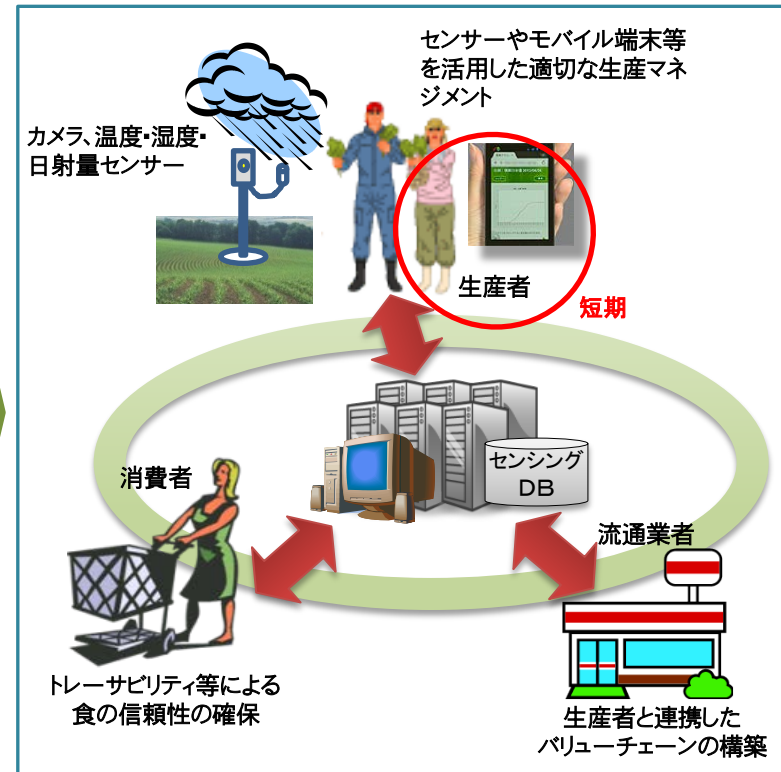 センサーやモバイル端末等
を活用した適切な生産マネ
ジメント
カメラ、温度・湿度・
日射量センサー
生産者
短期
センシング
DB
消費者
流通業者
トレーサビリティ等による
食の信頼性の確保
生産者と連携した
バリューチェーンの構築